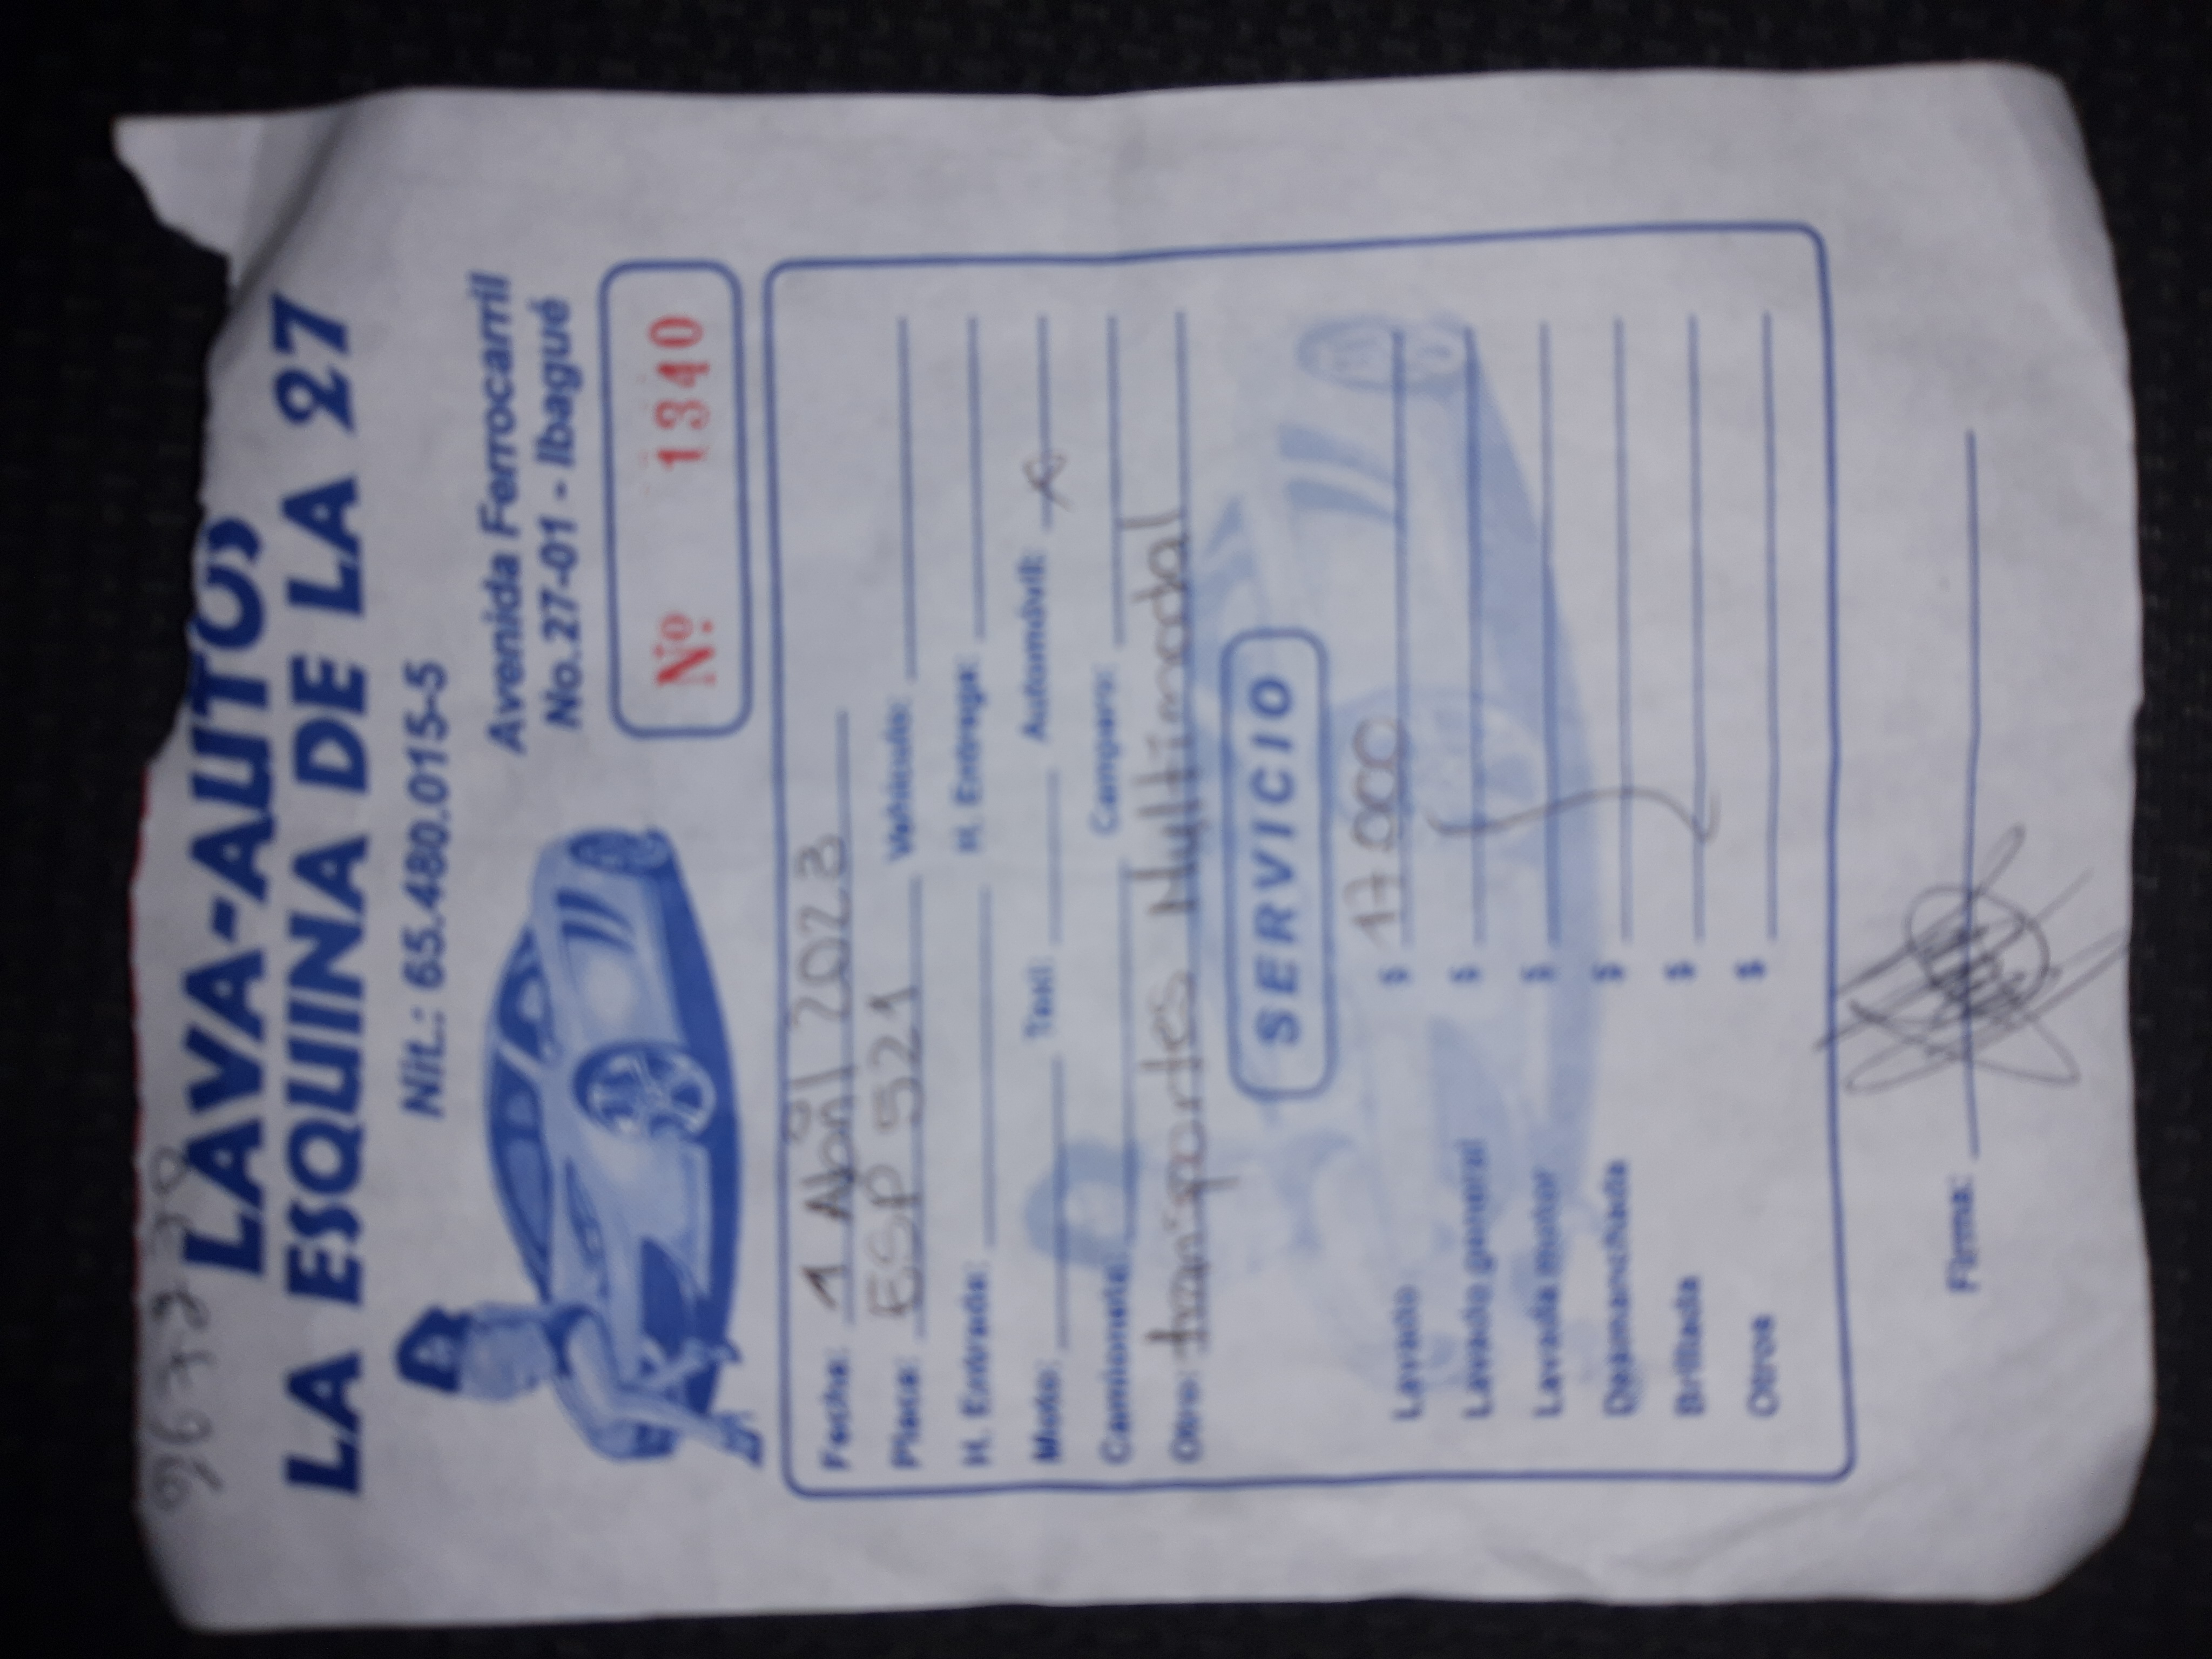 LAVA-AUTOS
LA ESQUINA DE LA 27
Nit.: 65.480.015-5
Avenida Ferrocarril
No.27-01 - Ibagué
Nº. 1340
Fecha: 1 Abril 2023
Placa: ESP 521 Vehículo:
H. Entrada: H. Entrega:
Moto: Taxi: Automóvil:
Camioneta: Campero:
Otro: transportes Multimodal
SERVICIO
Lavado $ 17.000
Lavado general $
Lavada motor $
Desmanchada $
Brillada $
Otros $
Firma: